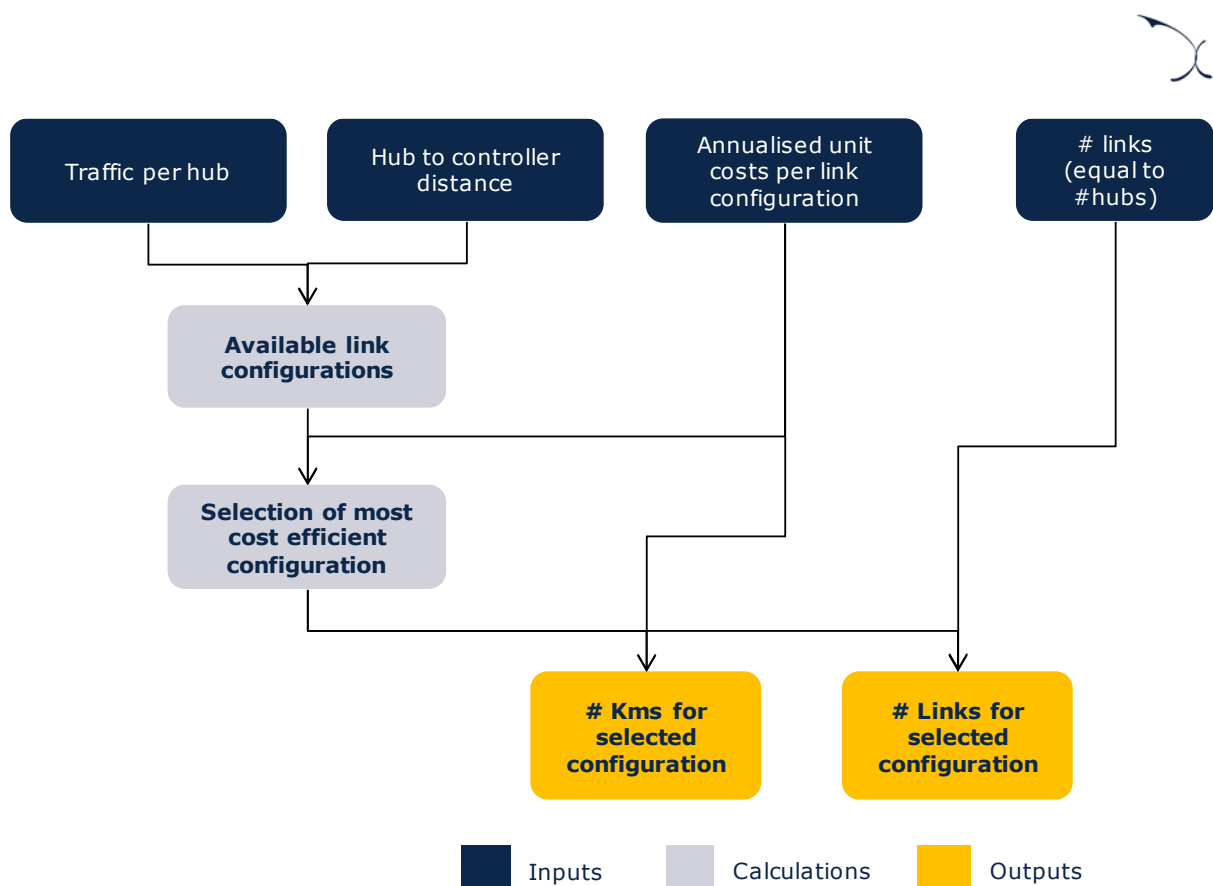 Traffic per hub
Hub to controller
distance
Annualised unit
costs per link
configuration
# links
(equal to
#hubs)
Available link
configurations
Selection of most
cost efficient
configuration
# Kms for
selected
configuration
# Links for
selected
configuration
Inputs
Calculations
Outputs